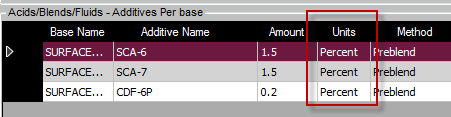 Acids/Blends/Fluids - Additives Per base
Base Name Additive Name Amount Units Method
SURFACE... SCA-6 1.5 Percent Preblend
SURFACE... SCA-7 1.5 Percent Preblend
SURFACE... CDF-6P 0.2 Percent Preblend